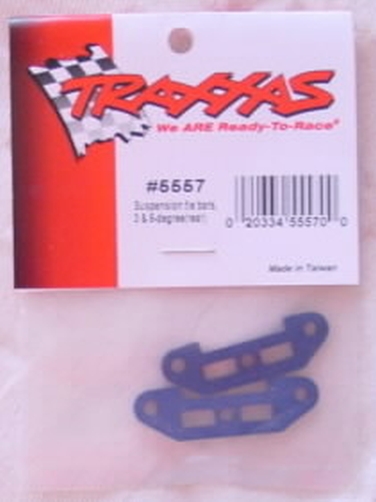 TRAXXAS
We ARE Ready-To-Race®
#5557
Suspension tie bars,
3 & 5-degree(rear)
0 20334 55570 0
Made in Taiwan